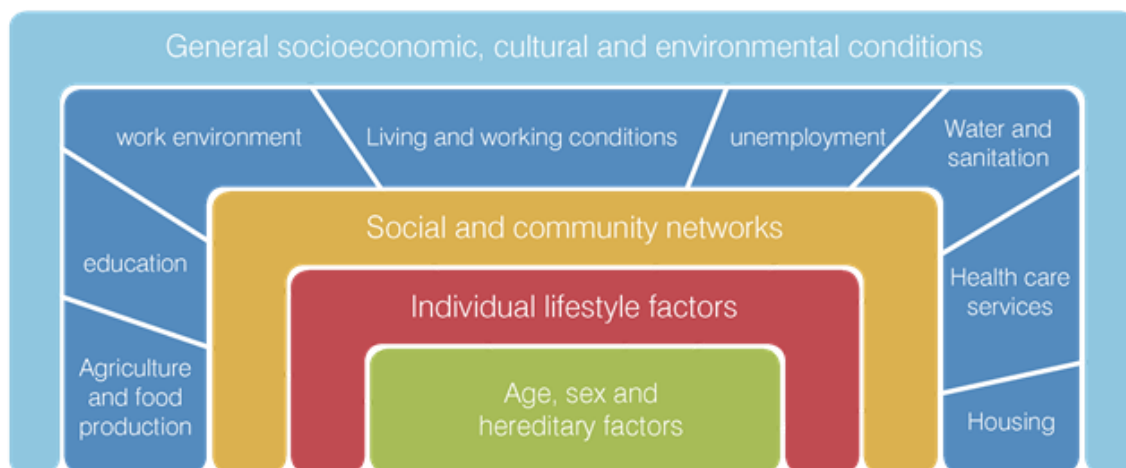 General socioeconomic, cultural and environmental conditions
work environment
Living and working conditions
unemployment
Water and
sanitation
education
Social and community networks
Health care
services
Individual lifestyle factors
Agriculture
and food
production
Age, sex and
hereditary factors
Housing